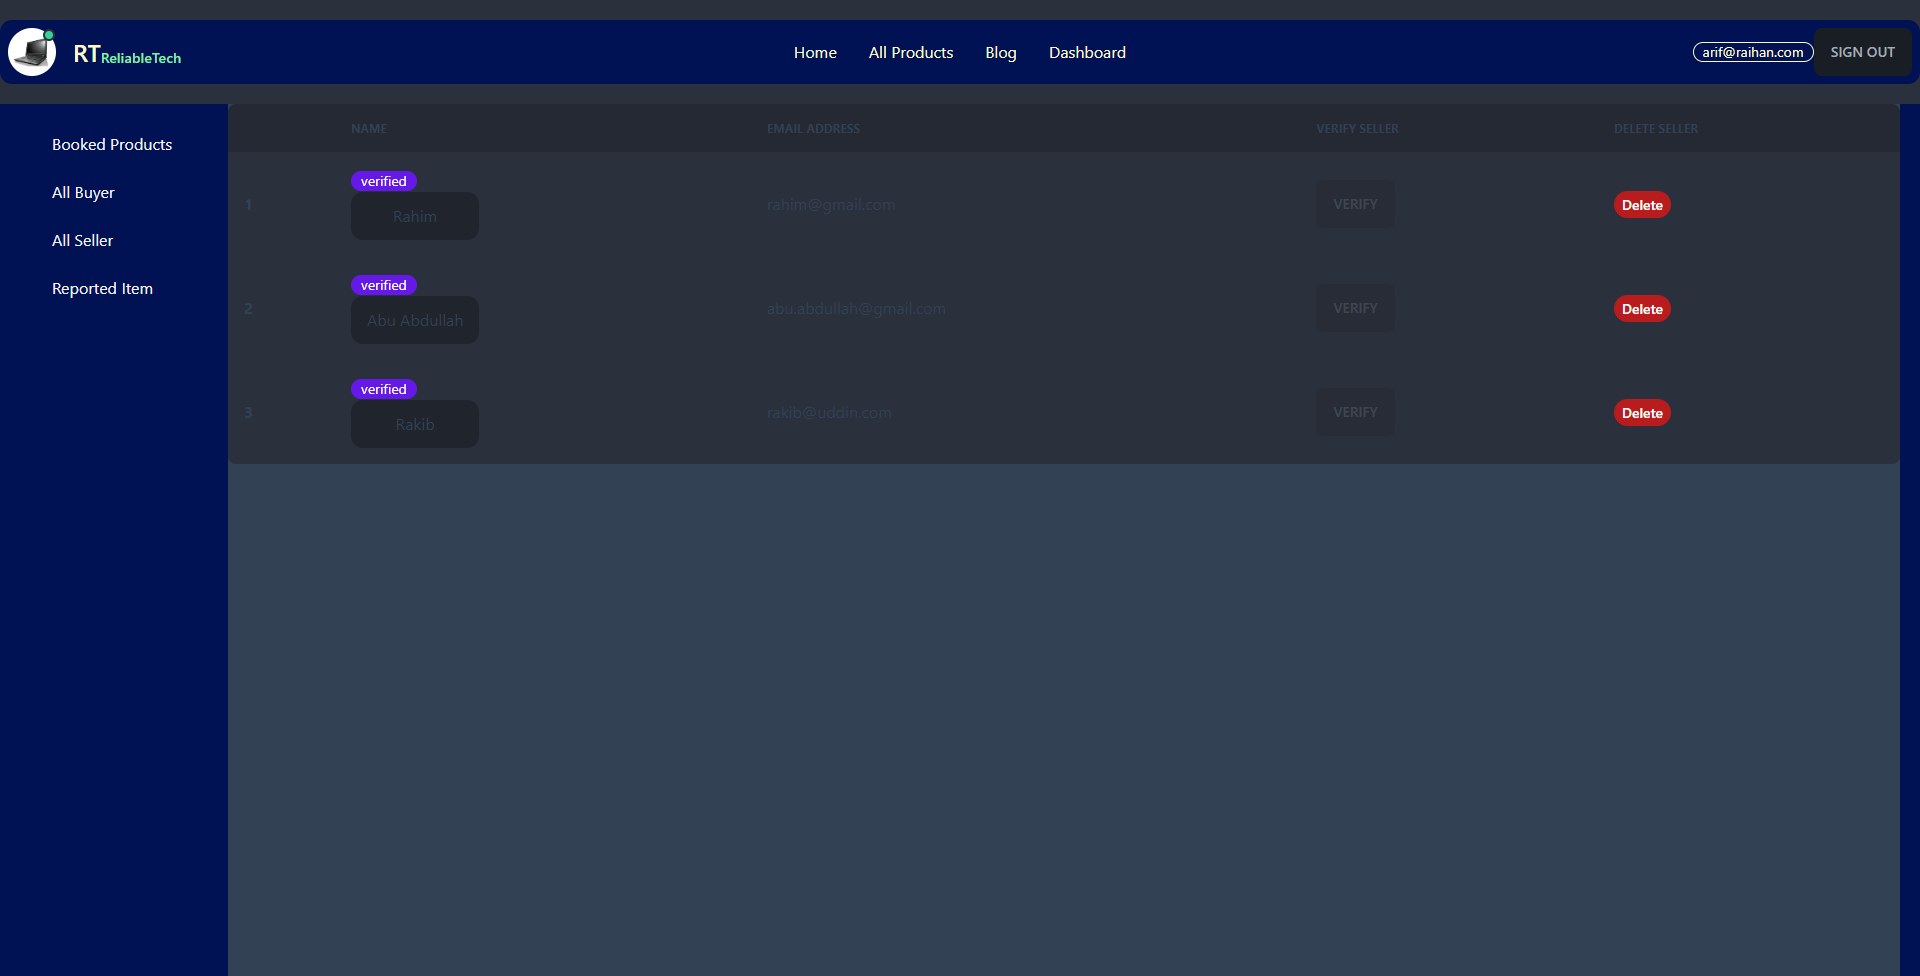 RTReliableTech
Home All Products Blog Dashboard
arif@raihan.com SIGN OUT
Booked Products
All Buyer
All Seller
Reported Item
NAME EMAIL ADDRESS VERIFY SELLER DELETE SELLER
verified
1 Rahim rahim@gmail.com VERIFY Delete
verified
2 Abu Abdullah abu.abdullah@gmail.com VERIFY Delete
verified
3 Rakib rakib@uddin.com VERIFY Delete